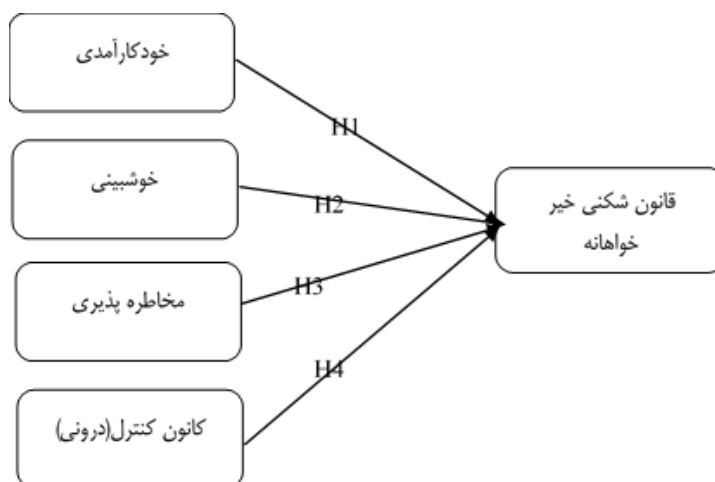 خودکارآمدی
H1
خوشبینی
H2
قانون شکنی خیر
خواهانه
مخاطره پذیری
H3
H4
کانون کنترل(درونی)